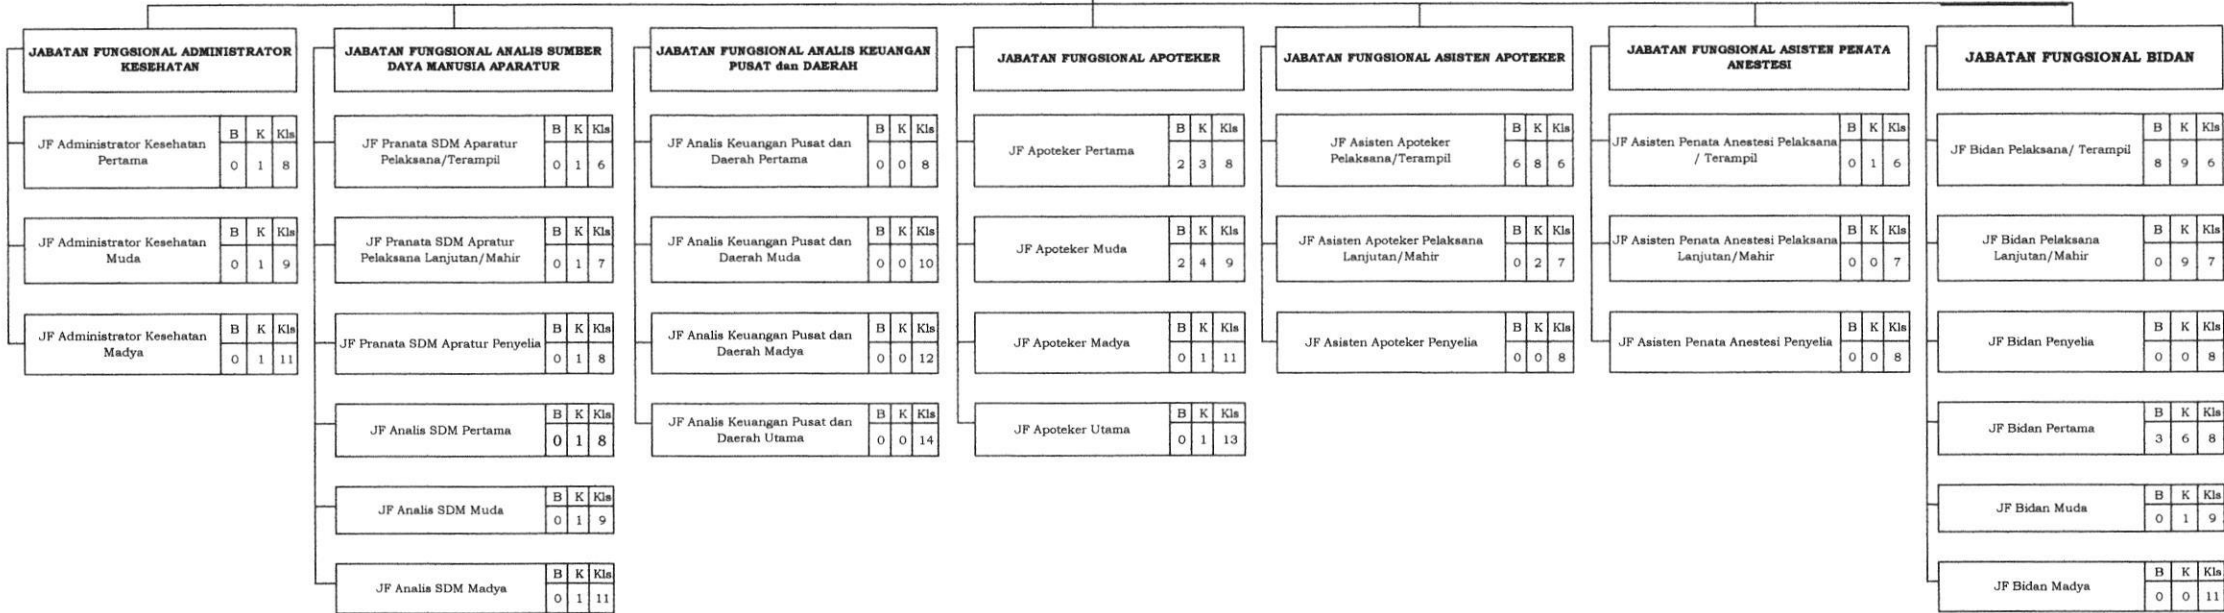 JABATAN FUNGSIONAL ADMINISTRATOR
KESEHATAN
JF Administrator Kesehatan
Pertama
B K Kls
0 1 8
JF Administrator Kesehatan
Muda
B K Kls
0 1 9
JF Administrator Kesehatan
Madya
B K Kls
0 1 11
JABATAN FUNGSIONAL ANALIS SUMBER
DAYA MANUSIA APARATUR
JF Pranata SDM Aparatur
Pelaksana/Terampil
B K Kls
0 1 6
JF Pranata SDM Apratur
Pelaksana Lanjutan/Mahir
B K Kls
0 1 7
JF Pranata SDM Apratur Penyelia
B K Kls
0 1 8
JF Analis SDM Pertama
B K Kls
0 1 8
JF Analis SDM Muda
B K Kls
0 1 9
JF Analis SDM Madya
B K Kls
0 1 11
JABATAN FUNGSIONAL ANALIS KEUANGAN
PUSAT dan DAERAH
JF Analis Keuangan Pusat dan
Daerah Pertama
B K Kls
0 0 8
JF Analis Keuangan Pusat dan
Daerah Muda
B K Kls
0 0 10
JF Analis Keuangan Pusat dan
Daerah Madya
B K Kls
0 0 12
JF Analis Keuangan Pusat dan
Daerah Utama
B K Kls
0 0 14
JABATAN FUNGSIONAL APOTEKER
JF Apoteker Pertama
B K Kls
2 3 8
JF Apoteker Muda
B K Kls
2 4 9
JF Apoteker Madya
B K Kls
0 1 11
JF Apoteker Utama
B K Kls
0 1 13
JABATAN FUNGSIONAL ASISTEN APOTEKER
JF Asisten Apoteker
Pelaksana/Terampil
B K Kls
6 8 6
JF Asisten Apoteker Pelaksana
Lanjutan/Mahir
B K Kls
0 2 7
JF Asisten Apoteker Penyelia
B K Kls
0 0 8
JABATAN FUNGSIONAL ASISTEN PENATA
ANESTESI
JF Asisten Penata Anestesi Pelaksana
/ Terampil
B K Kls
0 1 6
JF Asisten Penata Anestesi Pelaksana
Lanjutan/Mahir
B K Kls
0 0 7
JF Asisten Penata Anestesi Penyelia
B K Kls
0 0 8
JABATAN FUNGSIONAL BIDAN
JF Bidan Pelaksana/ Terampil
B K Kls
8 9 6
JF Bidan Pelaksana
Lanjutan/Mahir
B K Kls
0 9 7
JF Bidan Penyelia
B K Kls
0 0 8
JF Bidan Pertama
B K Kls
3 6 8
JF Bidan Muda
B K Kls
0 1 9
JF Bidan Madya
B K Kls
0 0 11